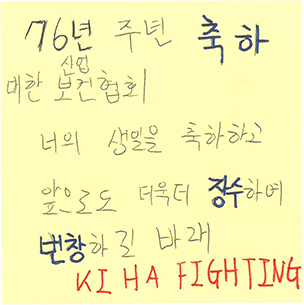 76년 주년 축하
산업
대한 보건협회
너의 생일을 축하하고
앞으로도 더욱더 장수하며
번창하길 바래
KI HA FIGHTING